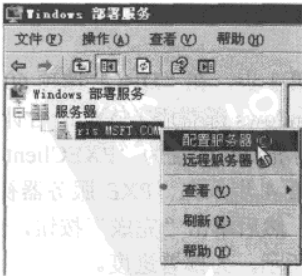 Windows 部署服务
文件(F) 操作(A) 查看(V) 帮助(H)
Windows 部署服务
服务器
ris.MSFT.COM
配置服务器(C)
远程服务器
查看(V)
刷新(F)
帮助(H)